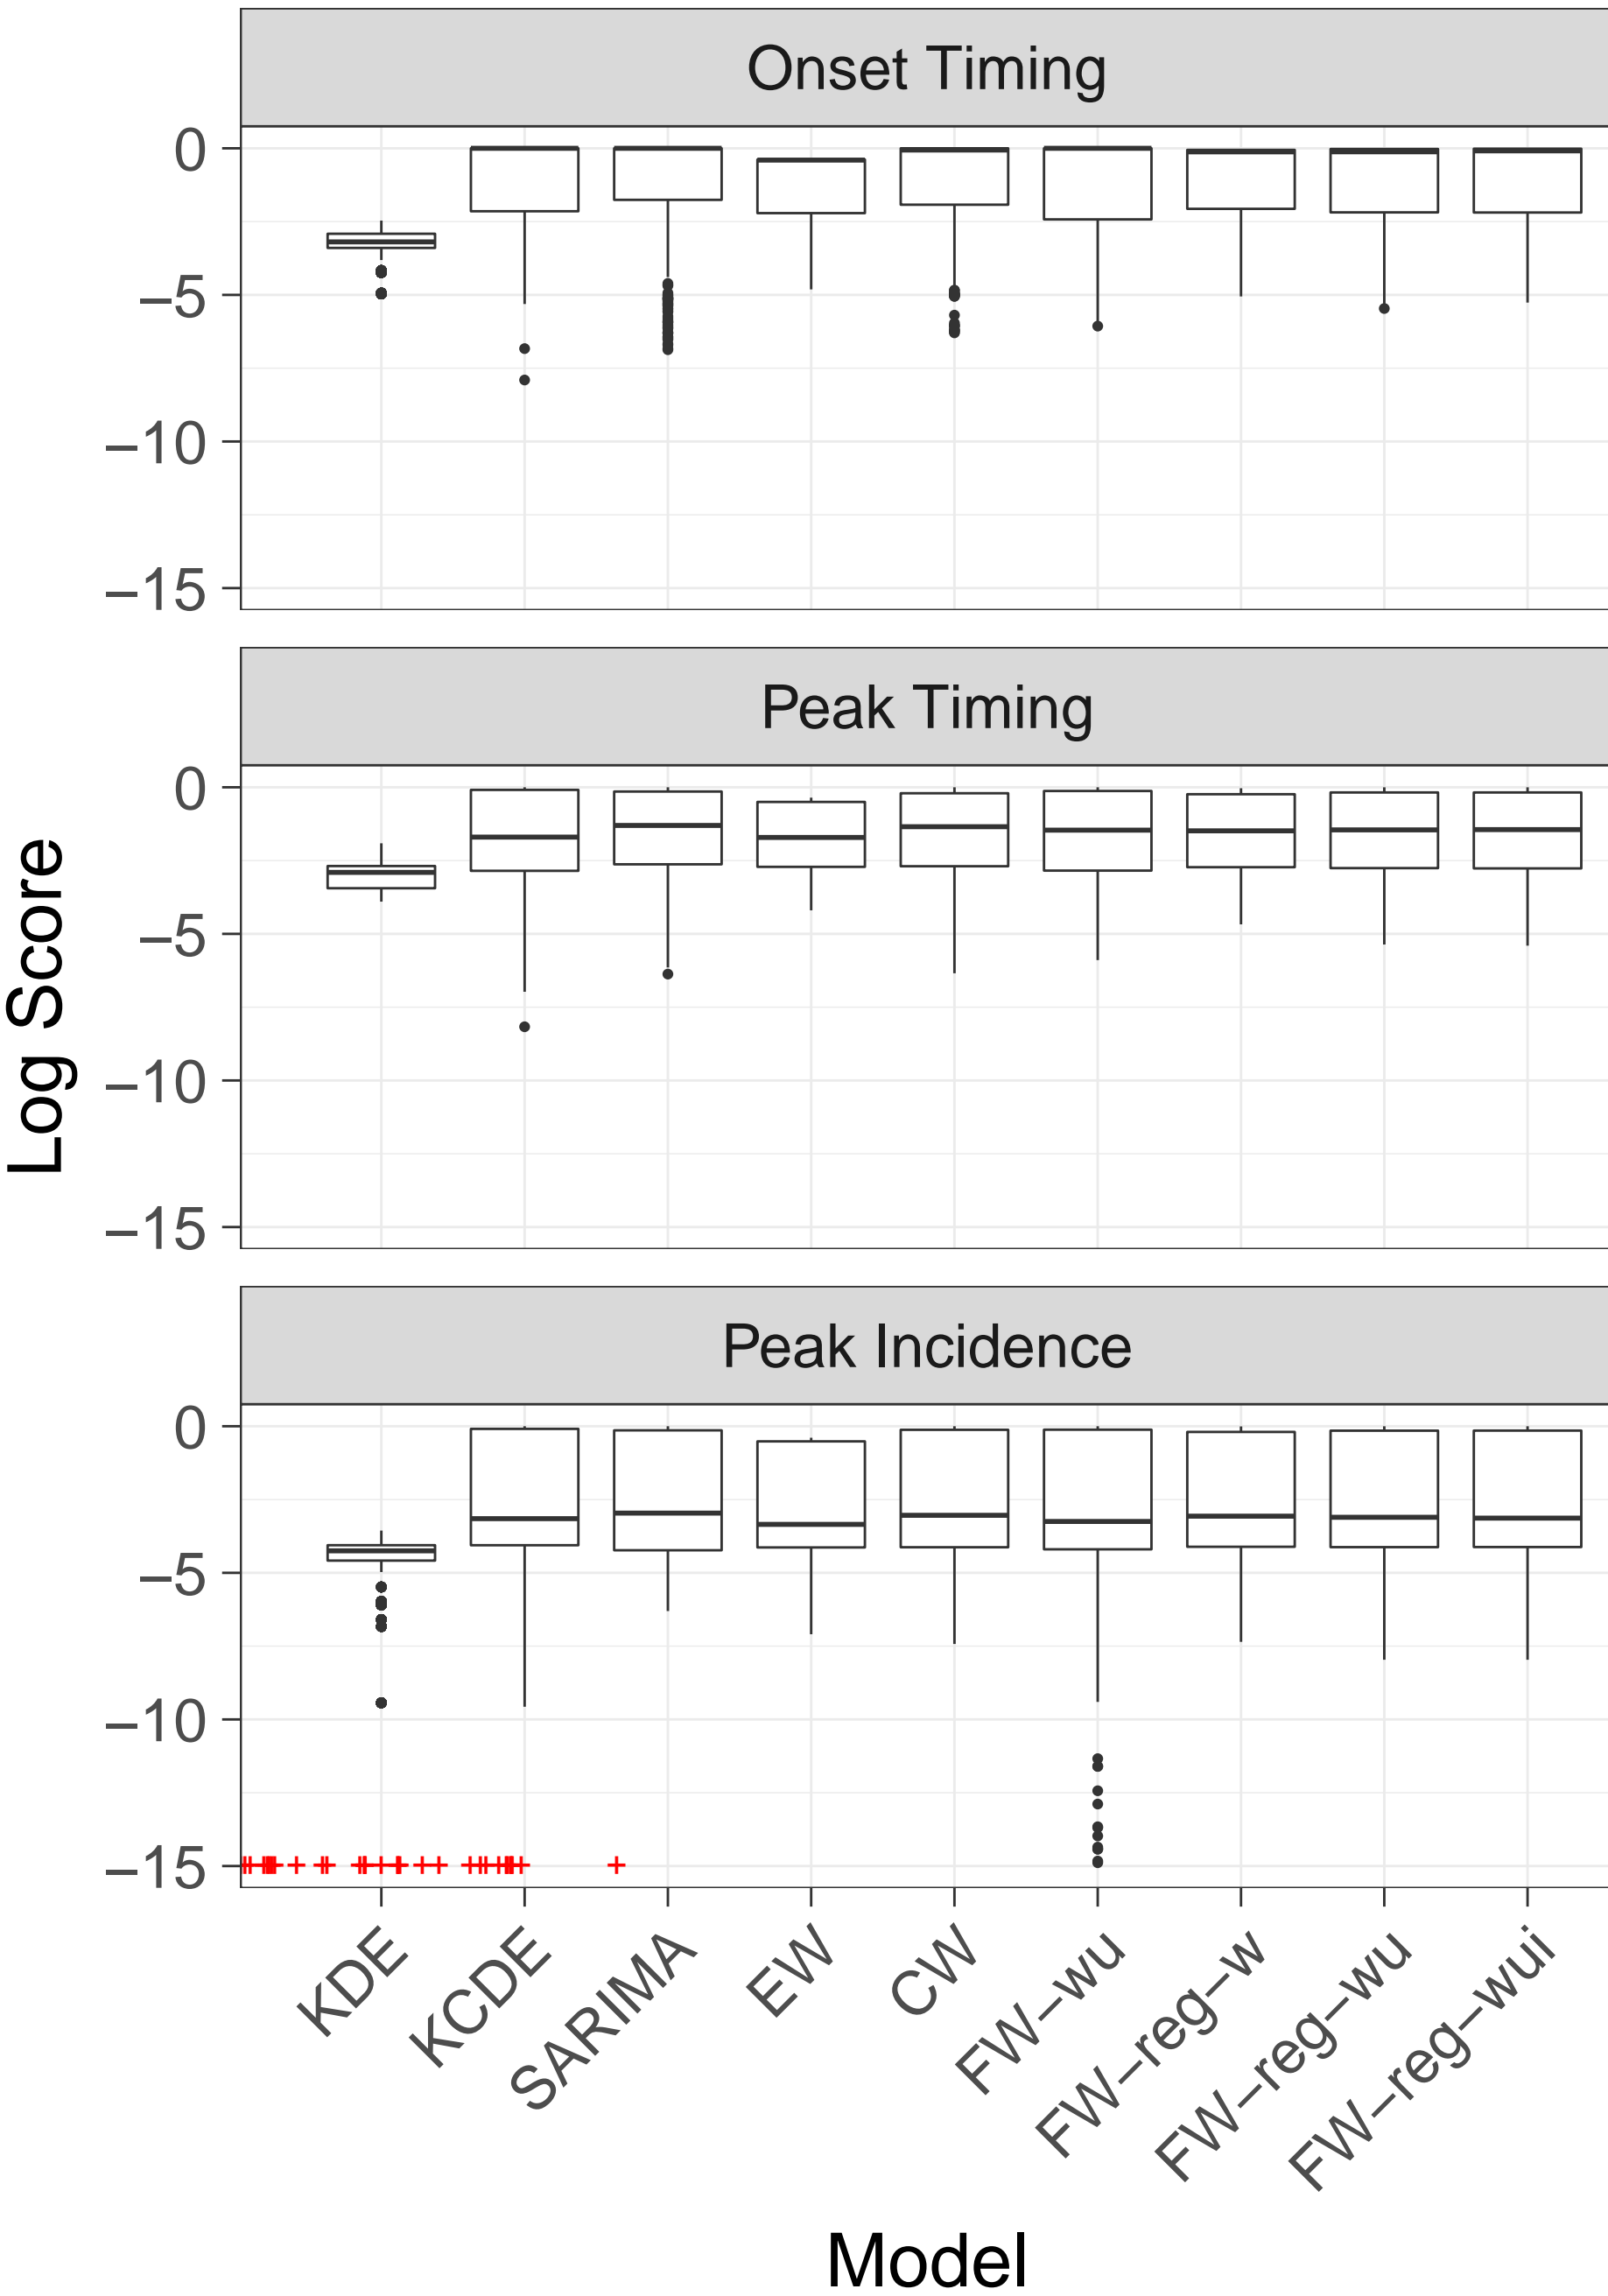 Onset Timing
0
−5
−10
−15
Peak Timing
0
−5
−10
−15
Log Score
Peak Incidence
0
−5
−10
−15
KDE
KCDE
SARIMA
EW
CW
FW−wu
FW−reg−w
FW−reg−wu
FW−reg−wui
Model